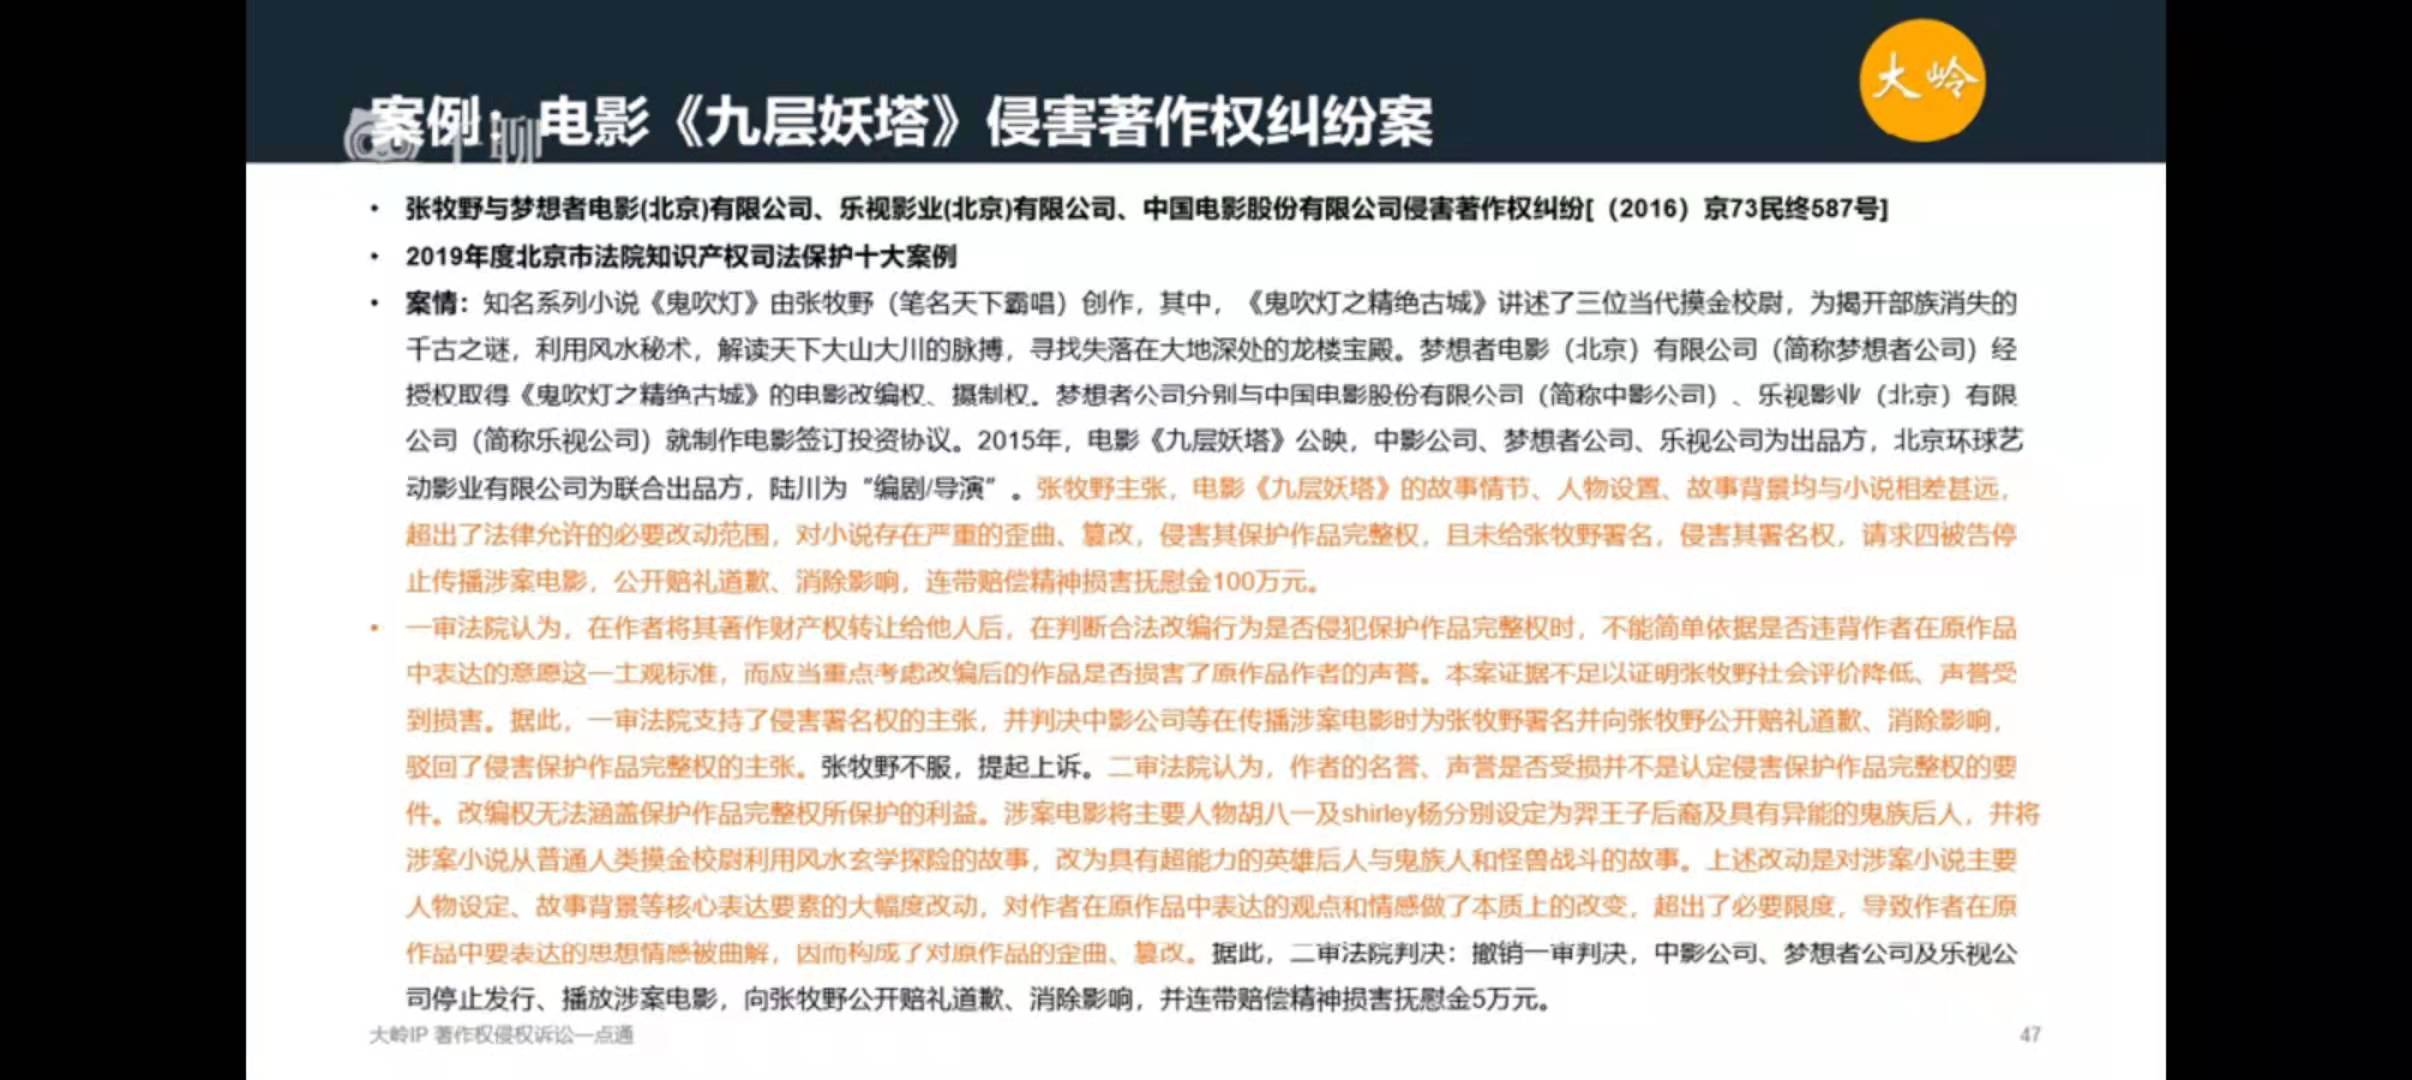 大岭
案例：电影《九层妖塔》侵害著作权纠纷案
• 张牧野与梦想者电影(北京)有限公司、乐视影业(北京)有限公司、中国电影股份有限公司侵害著作权纠纷[（2016）京73民终587号]
• 2019年度北京市法院知识产权司法保护十大案例
• 案情：知名系列小说《鬼吹灯》由张牧野（笔名天下霸唱）创作，其中，《鬼吹灯之精绝古城》讲述了三位当代摸金校尉，为揭开部族消失的
千古之谜，利用风水秘术，解读天下大山大川的脉搏，寻找失落在大地深处的龙楼宝殿。梦想者电影（北京）有限公司（简称梦想者公司）经
授权取得《鬼吹灯之精绝古城》的电影改编权、摄制权。梦想者公司分别与中国电影股份有限公司（简称中影公司）、乐视影业（北京）有限
公司（简称乐视公司）就制作电影签订投资协议。2015年，电影《九层妖塔》公映，中影公司、梦想者公司、乐视公司为出品方，北京环球艺
动影业有限公司为联合出品方，陆川为“编剧/导演”。张牧野主张，电影《九层妖塔》的故事情节、人物设置、故事背景均与小说相差甚远，
超出了法律允许的必要改动范围，对小说存在严重的歪曲、篡改，侵害其保护作品完整权，且未给张牧野署名，侵害其署名权，请求四被告停
止传播涉案电影，公开赔礼道歉、消除影响，连带赔偿精神损害抚慰金100万元。
• 一审法院认为，在作者将其著作财产权转让给他人后，在判断合法改编行为是否侵犯保护作品完整权时，不能简单依据是否违背作者在原作品
中表达的意愿这一主观标准，而应当重点考虑改编后的作品是否损害了原作品作者的声誉。本案证据不足以证明张牧野社会评价降低、声誉受
到损害。据此，一审法院支持了侵害署名权的主张，并判决中影公司等在传播涉案电影时为张牧野署名并向张牧野公开赔礼道歉、消除影响，
驳回了侵害保护作品完整权的主张。张牧野不服，提起上诉。二审法院认为，作者的名誉、声誉是否受损并不是认定侵害保护作品完整权的要
件。改编权无法涵盖保护作品完整权所保护的利益。涉案电影将主要人物胡八一及shirley杨分别设定为羿王子后裔及具有异能的鬼族后人，并将
涉案小说从普通人类摸金校尉利用风水玄学探险的故事，改为具有超能力的英雄后人与鬼族人和怪兽战斗的故事。上述改动是对涉案小说主要
人物设定、故事背景等核心表达要素的大幅度改动，对作者在原作品中表达的观点和情感做了本质上的改变，超出了必要限度，导致作者在原
作品中要表达的思想情感被曲解，因而构成了对原作品的歪曲、篡改。据此，二审法院判决：撤销一审判决，中影公司、梦想者公司及乐视公
司停止发行、播放涉案电影，向张牧野公开赔礼道歉、消除影响，并连带赔偿精神损害抚慰金5万元。
大岭IP 著作权侵权诉讼一点通
47